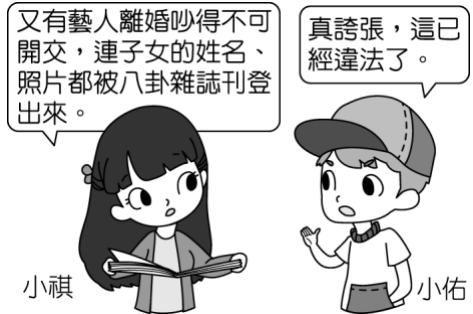 又有藝人離婚吵得不可
開交，連子女的姓名、
照片都被八卦雜誌刊登
出來。
真誇張，這已
經違法了。
小祺
小佑